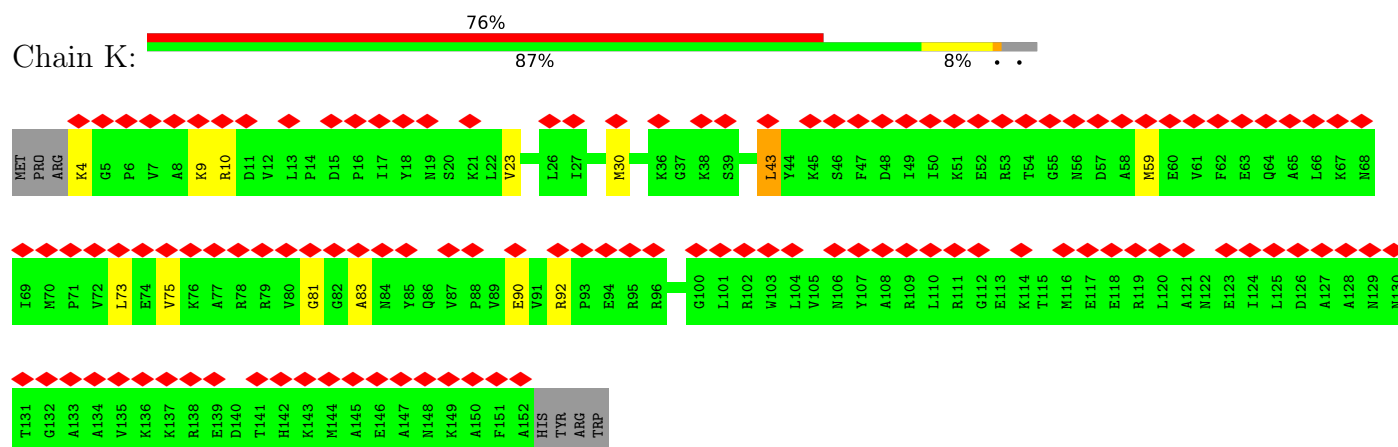 76%
Chain K:
87% 8% • •
MET PRO ARG K4 G5 P6 V7 A8 K9 R10 D11 V12 L13 P14 D15 P16 I17 Y18 N19 S20 K21 L22 V23 L26 I27 M30 K36 G37 K38 S39 L43 Y44 K45 S46 F47 D48 I49 I50 K51 E52 R53 T54 G55 N56 D57 A58 M59 E60 V61 F62 E63 Q64 A65 L66 K67 N68
I69 M70 P71 V72 L73 E74 V75 K76 A77 R78 R79 V80 G81 G82 A83 N84 Y85 Q86 V87 P88 V89 E90 V91 R92 P93 E94 R95 R96 G100 L101 R102 W103 L104 V105 N106 Y107 A108 R109 L110 R111 G112 E113 K114 T115 M116 E117 E118 R119 L120 A121 N122 E123 I124 L125 D126 A127 A128 N129 N130
T131 G132 A133 A134 V135 K136 K137 R138 E139 D140 T141 H142 K143 M144 A145 E146 A147 N148 K149 A150 F151 A152 HIS TYR ARG TRP